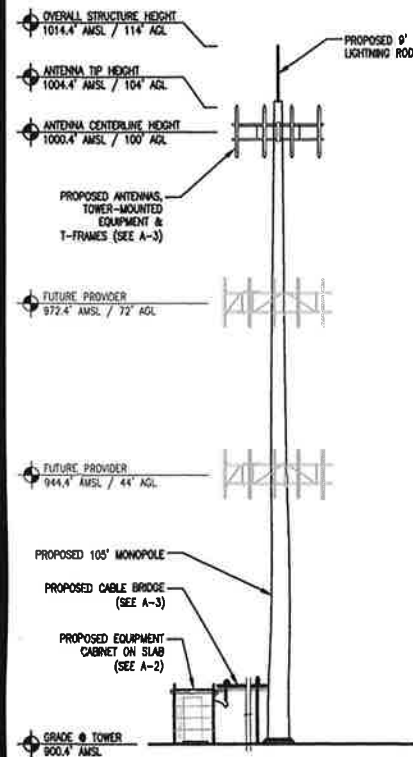 OVERALL STRUCTURE HEIGHT
1014.4' AMSL / 114' AGL
PROPOSED 9'
LIGHTNING ROD
ANTENNA TIP HEIGHT
1004.4' AMSL / 104' AGL
ANTENNA CENTERLINE HEIGHT
1000.4' AMSL / 100' AGL
PROPOSED ANTENNAS,
TOWER-MOUNTED
EQUIPMENT &
T-FRAMES (SEE A-3)
FUTURE PROVIDER
972.4' AMSL / 72' AGL
FUTURE PROVIDER
944.4' AMSL / 44' AGL
PROPOSED 105' MONOPOLE
PROPOSED CABLE BRIDGE
(SEE A-3)
PROPOSED EQUIPMENT
CABINET ON SLAB
(SEE A-2)
GRADE @ TOWER
900.4' AMSL